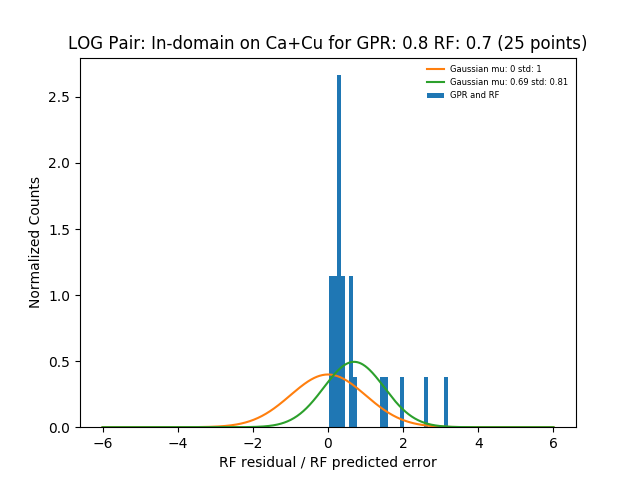 LOG Pair: In-domain on Ca+Cu for GPR: 0.8 RF: 0.7 (25 points)
Gaussian mu: 0 std: 1
Gaussian mu: 0.69 std: 0.81
GPR and RF
2.5
2.0
1.5
1.0
0.5
0.0
Normalized Counts
−6 −4 −2 0 2 4 6
RF residual / RF predicted error